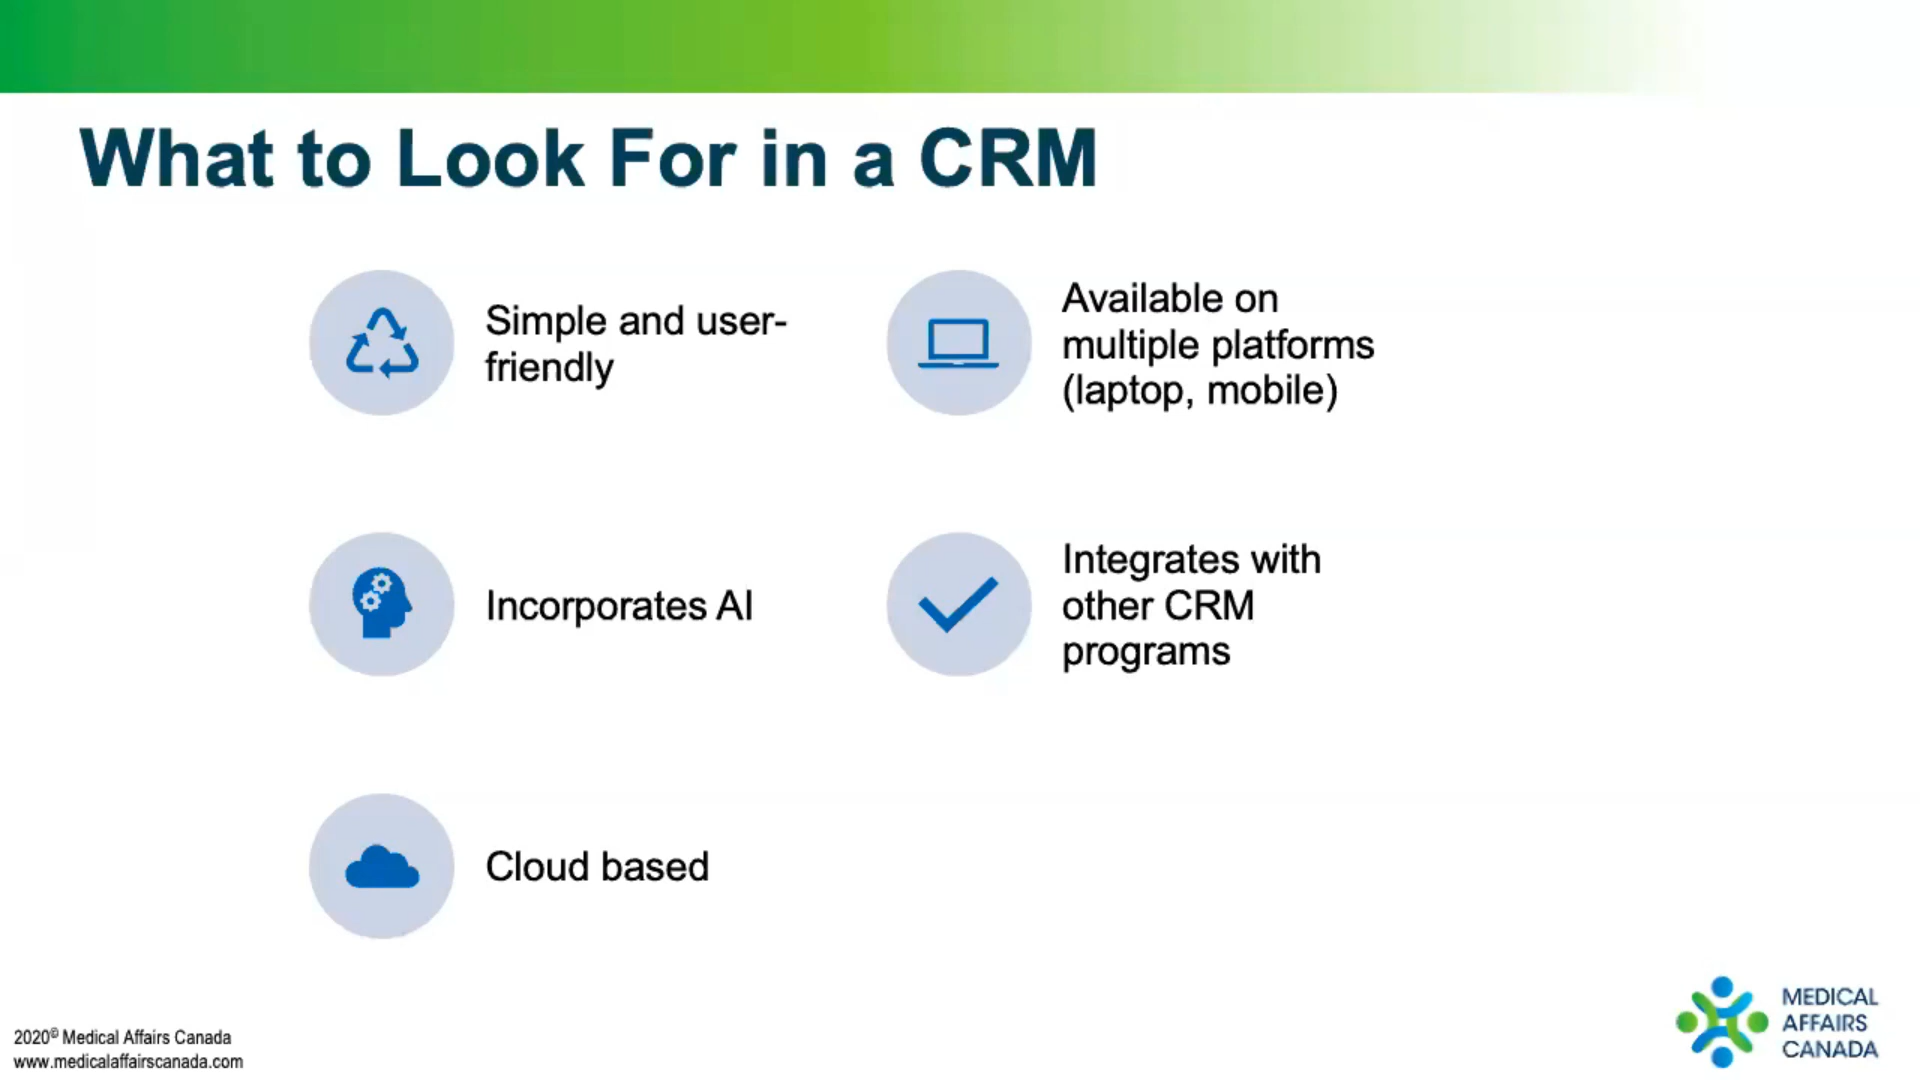 What to Look For in a CRM
Simple and user-
friendly
Available on
multiple platforms
(laptop, mobile)
Incorporates AI
Integrates with
other CRM
programs
Cloud based
2020© Medical Affairs Canada
www.medicalaffairscanada.com
MEDICAL
AFFAIRS
CANADA